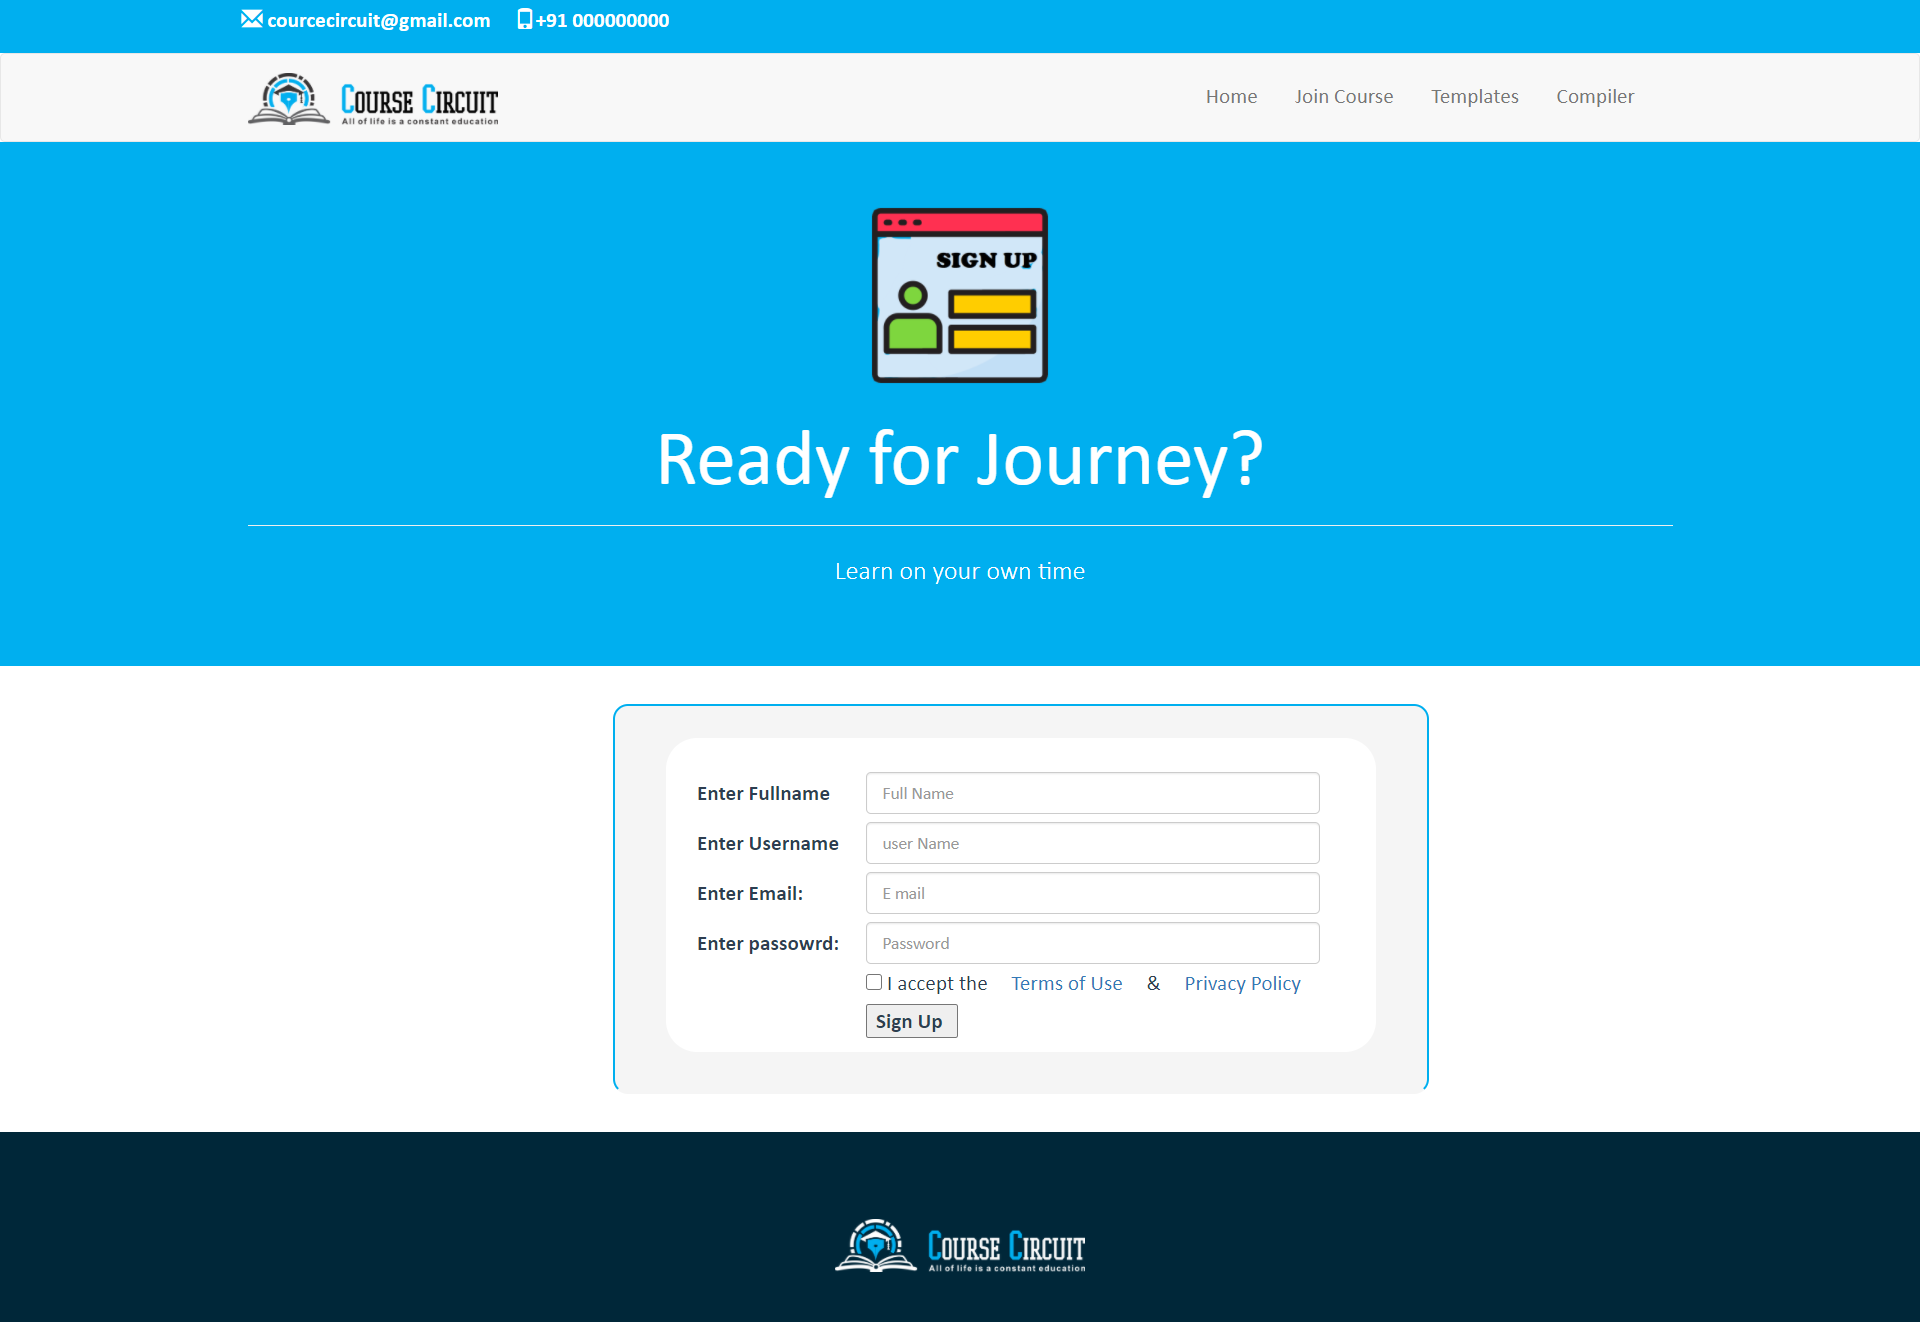 courcecircuit@gmail.com +91 000000000
COURSE CIRCUIT
All of life is a constant education
Home Join Course Templates Compiler
SIGN UP
Ready for Journey?
Learn on your own time
Enter Fullname Full Name
Enter Username user Name
Enter Email: E mail
Enter passowrd: Password
I accept the Terms of Use & Privacy Policy
Sign Up
COURSE CIRCUIT
All of life is a constant education